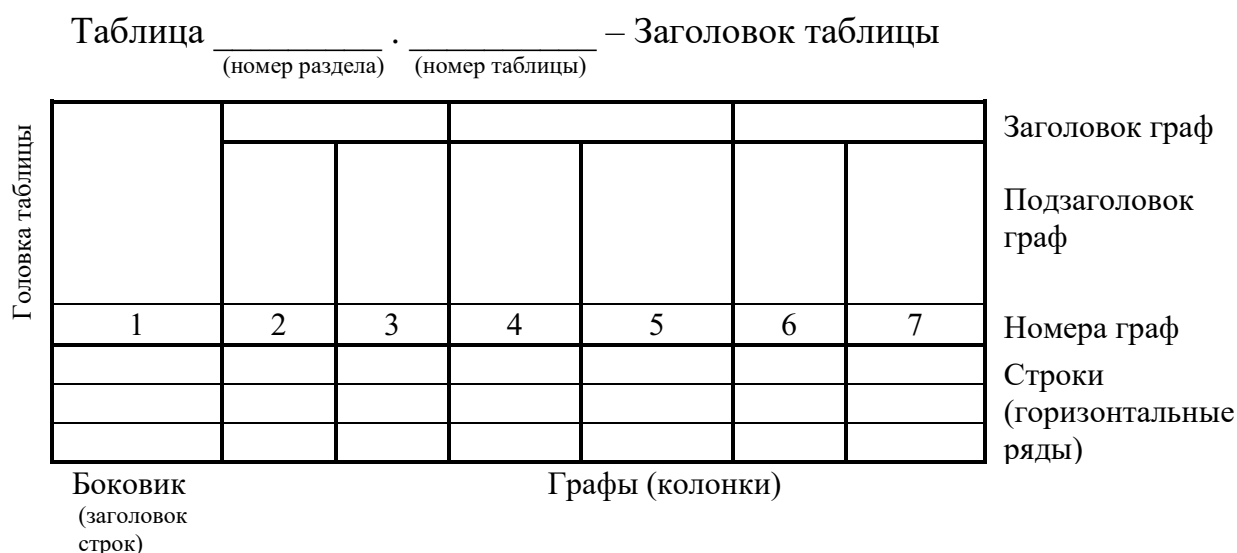 Таблица _________ . __________ – Заголовок таблицы
(номер раздела) (номер таблицы)
Головка таблицы
Заголовок граф
Подзаголовок
граф
1 2 3 4 5 6 7
Номера граф
Строки
(горизонтальные
ряды)
Боковик
(заголовок
строк)
Графы (колонки)